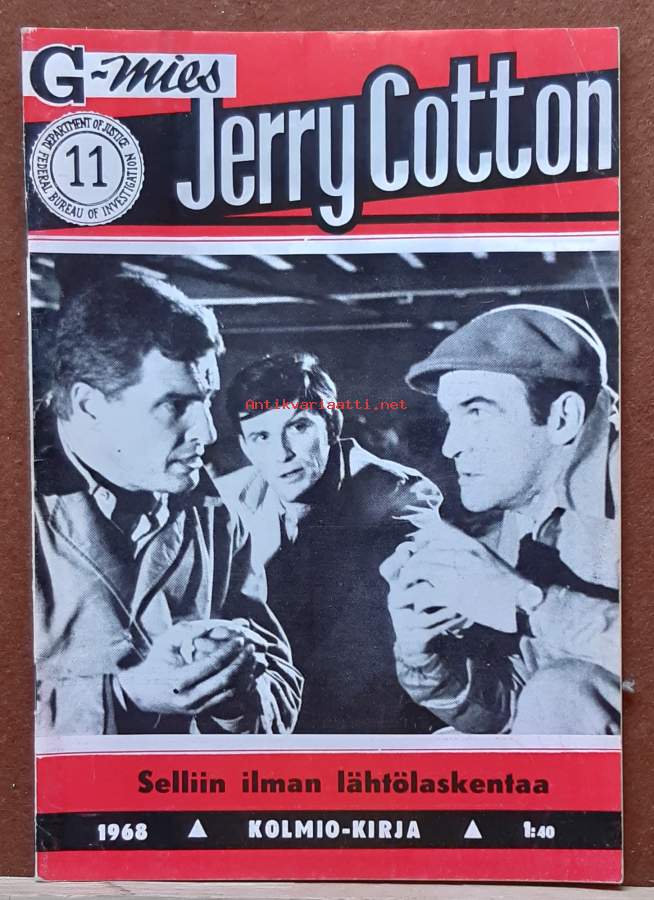 G-mies
Jerry Cotton
DEPARTMENT OF JUSTICE
11
FEDERAL BUREAU OF INVESTIGATION
Antikvariaatti.net
Selliin ilman lähtölaskentaa
1968 ▲ KOLMIO-KIRJA ▲ 1:40